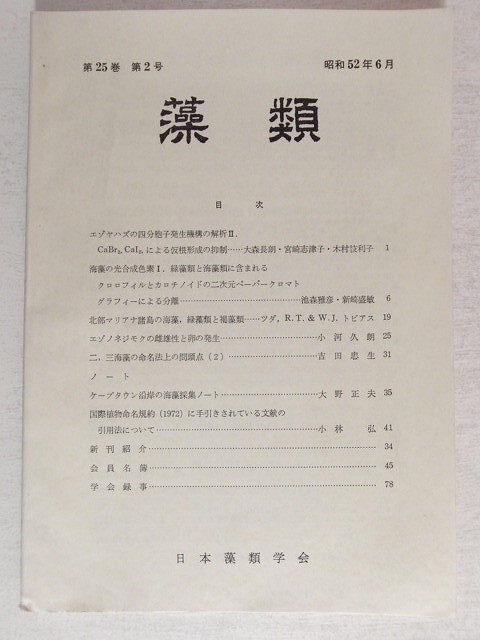 第25巻 第2号 昭和52年6月
藻類
目次
エゾヤハズの四分胞子発生機構の解析II.
CaBr₂, CaI₂, による仮根形成の抑制……大森長朗・宮崎志津子・木村忮利子 1
海藻の光合成色素I. 緑藻類と海藻類に含まれる
クロロフィルとカロチノイドの二次元ペーパークロマト
グラフィーによる分離……池森雅彦・新崎盛敏 6
北部マリアナ諸島の海藻, 緑藻類と褐藻類……ツダ, R.T. & W.J. トビアス 19
エゾノネジモクの雌雄性と卵の発生……小河久朗 25
二,三海藻の命名法上の問題点(2)……吉田忠生 31
ノート
ケープタウン沿岸の海藻採集ノート……大野正夫 35
国際植物命名規約(1972)に手引きされている文献の
引用法について……小林弘 41
新刊紹介……34
会員名簿……45
学会録事……78
日本藻類学会